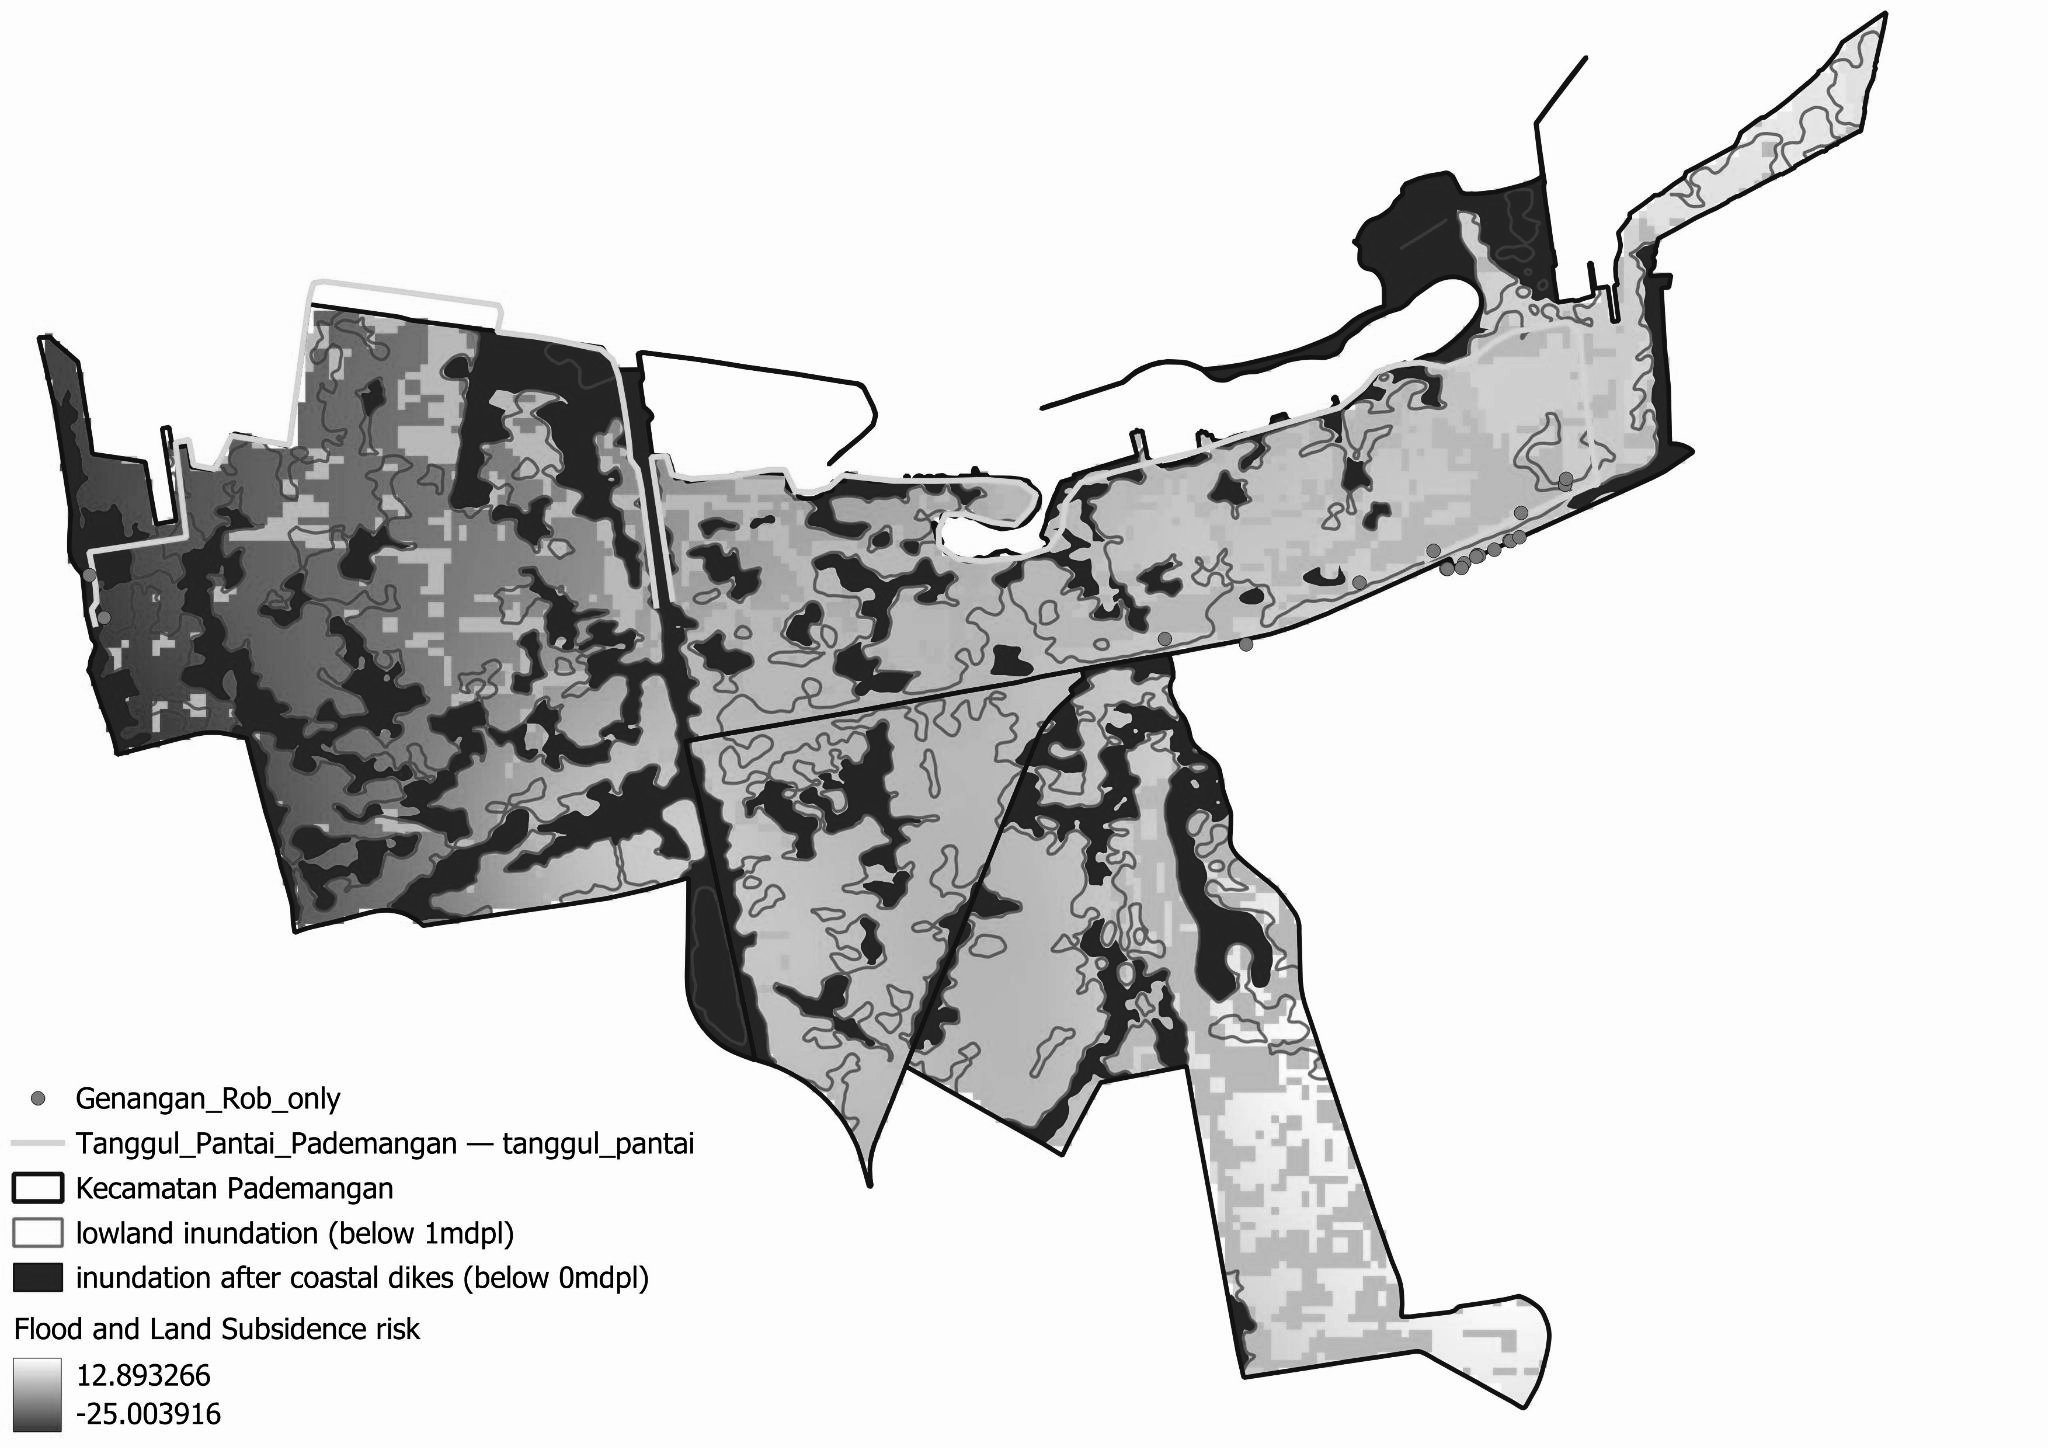 Genangan_Rob_only
Tanggul_Pantai_Pademangan — tanggul_pantai
Kecamatan Pademangan
lowland inundation (below 1mdpl)
inundation after coastal dikes (below 0mdpl)
Flood and Land Subsidence risk
12.893266
-25.003916